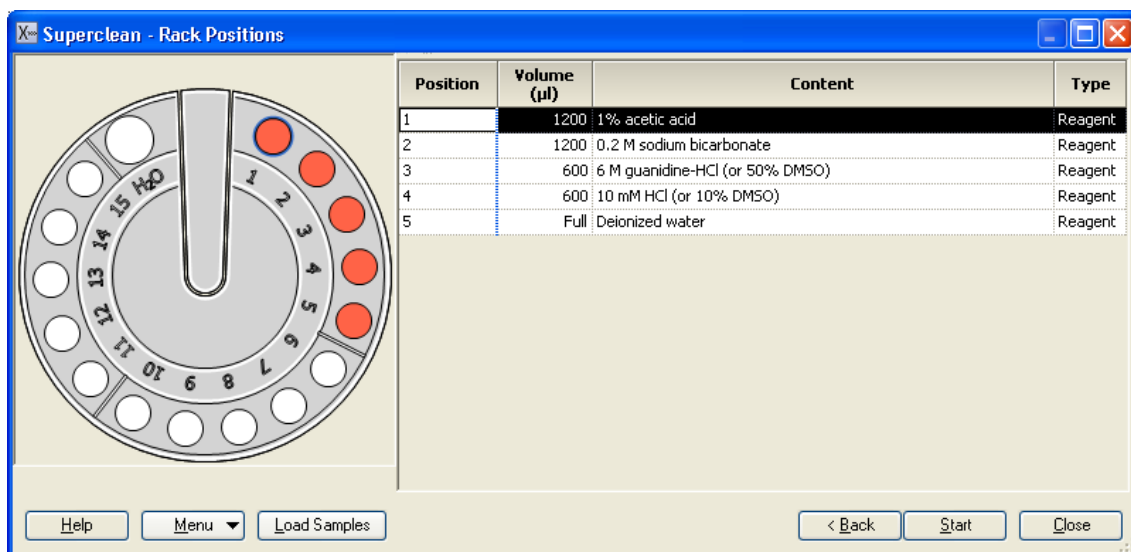 Superclean - Rack Positions
Position Volume (µl) Content Type
1 1200 1% acetic acid Reagent
2 1200 0.2 M sodium bicarbonate Reagent
3 600 6 M guanidine-HCl (or 50% DMSO) Reagent
4 600 10 mM HCl (or 10% DMSO) Reagent
5 Full Deionized water Reagent
H₂O
1
2
3
4
5
6
7
8
9
10
11
12
13
14
15
Help Menu Load Samples < Back Start Close